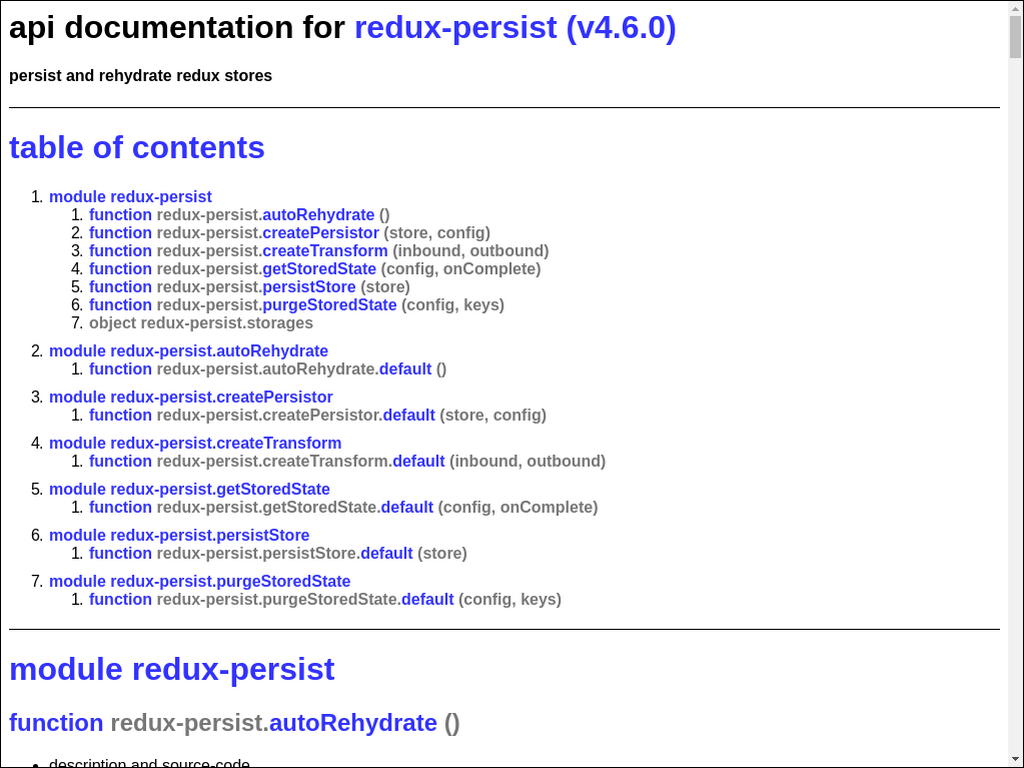 api documentation for redux-persist (v4.6.0)
persist and rehydrate redux stores
table of contents
1. module redux-persist
1. function redux-persist.autoRehydrate ()
2. function redux-persist.createPersistor (store, config)
3. function redux-persist.createTransform (inbound, outbound)
4. function redux-persist.getStoredState (config, onComplete)
5. function redux-persist.persistStore (store)
6. function redux-persist.purgeStoredState (config, keys)
7. object redux-persist.storages
2. module redux-persist.autoRehydrate
1. function redux-persist.autoRehydrate.default ()
3. module redux-persist.createPersistor
1. function redux-persist.createPersistor.default (store, config)
4. module redux-persist.createTransform
1. function redux-persist.createTransform.default (inbound, outbound)
5. module redux-persist.getStoredState
1. function redux-persist.getStoredState.default (config, onComplete)
6. module redux-persist.persistStore
1. function redux-persist.persistStore.default (store)
7. module redux-persist.purgeStoredState
1. function redux-persist.purgeStoredState.default (config, keys)
module redux-persist
function redux-persist.autoRehydrate ()
• description and source-code